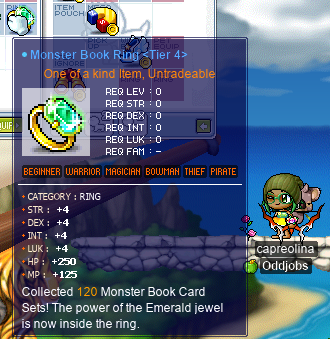 ITEM
POUCH
IGNORE
EQUIP
• Monster Book Ring <Tier 4>
One of a kind Item, Untradeable
REQ LEV : 0
REQ STR : 0
REQ DEX : 0
REQ INT : 0
REQ LUK : 0
REQ FAM : -
BEGINNER WARRIOR MAGICIAN BOWMAN THIEF PIRATE
• CATEGORY : RING
• STR : +4
• DEX : +4
• INT : +4
• LUK : +4
• HP : +250
• MP : +125
Collected 120 Monster Book Card
Sets! The power of the Emerald jewel
is now inside the ring.
capreolina
Oddjobs